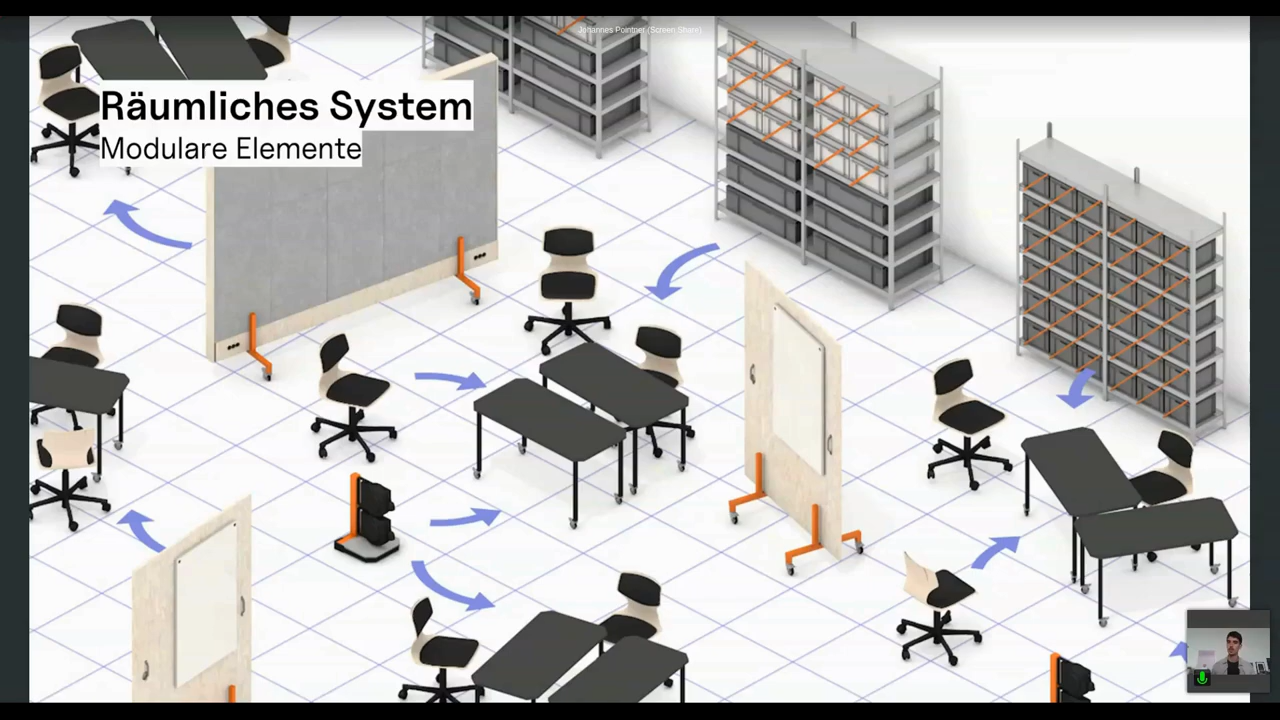 Johannes Pointner (Screen Share)
Räumliches System
Modulare Elemente